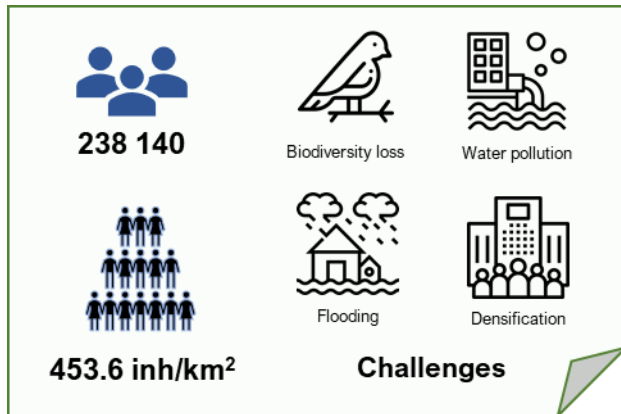 238 140
Biodiversity loss
Water pollution
453.6 inh/km²
Flooding
Densification
Challenges